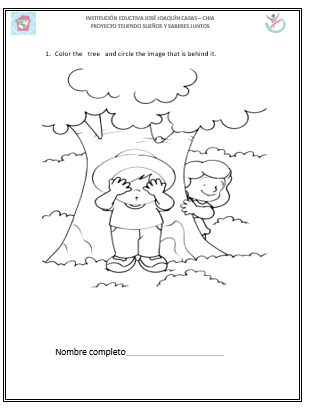 INSTITUCIÓN EDUCATIVA JOSÉ JOAQUÍN CASAS – CHIA
PROYECTO TEJIENDO SUEÑOS Y SABERES JUNTOS
1. Color the tree and circle the image that is behind it.
Nombre completo